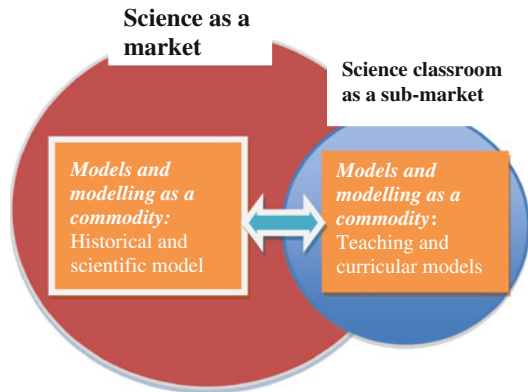 Science as a
market
Science classroom
as a sub-market
Models and
modelling as a
commodity:
Historical and
scientific model
Models and
modelling as a
commodity:
Teaching and
curricular models